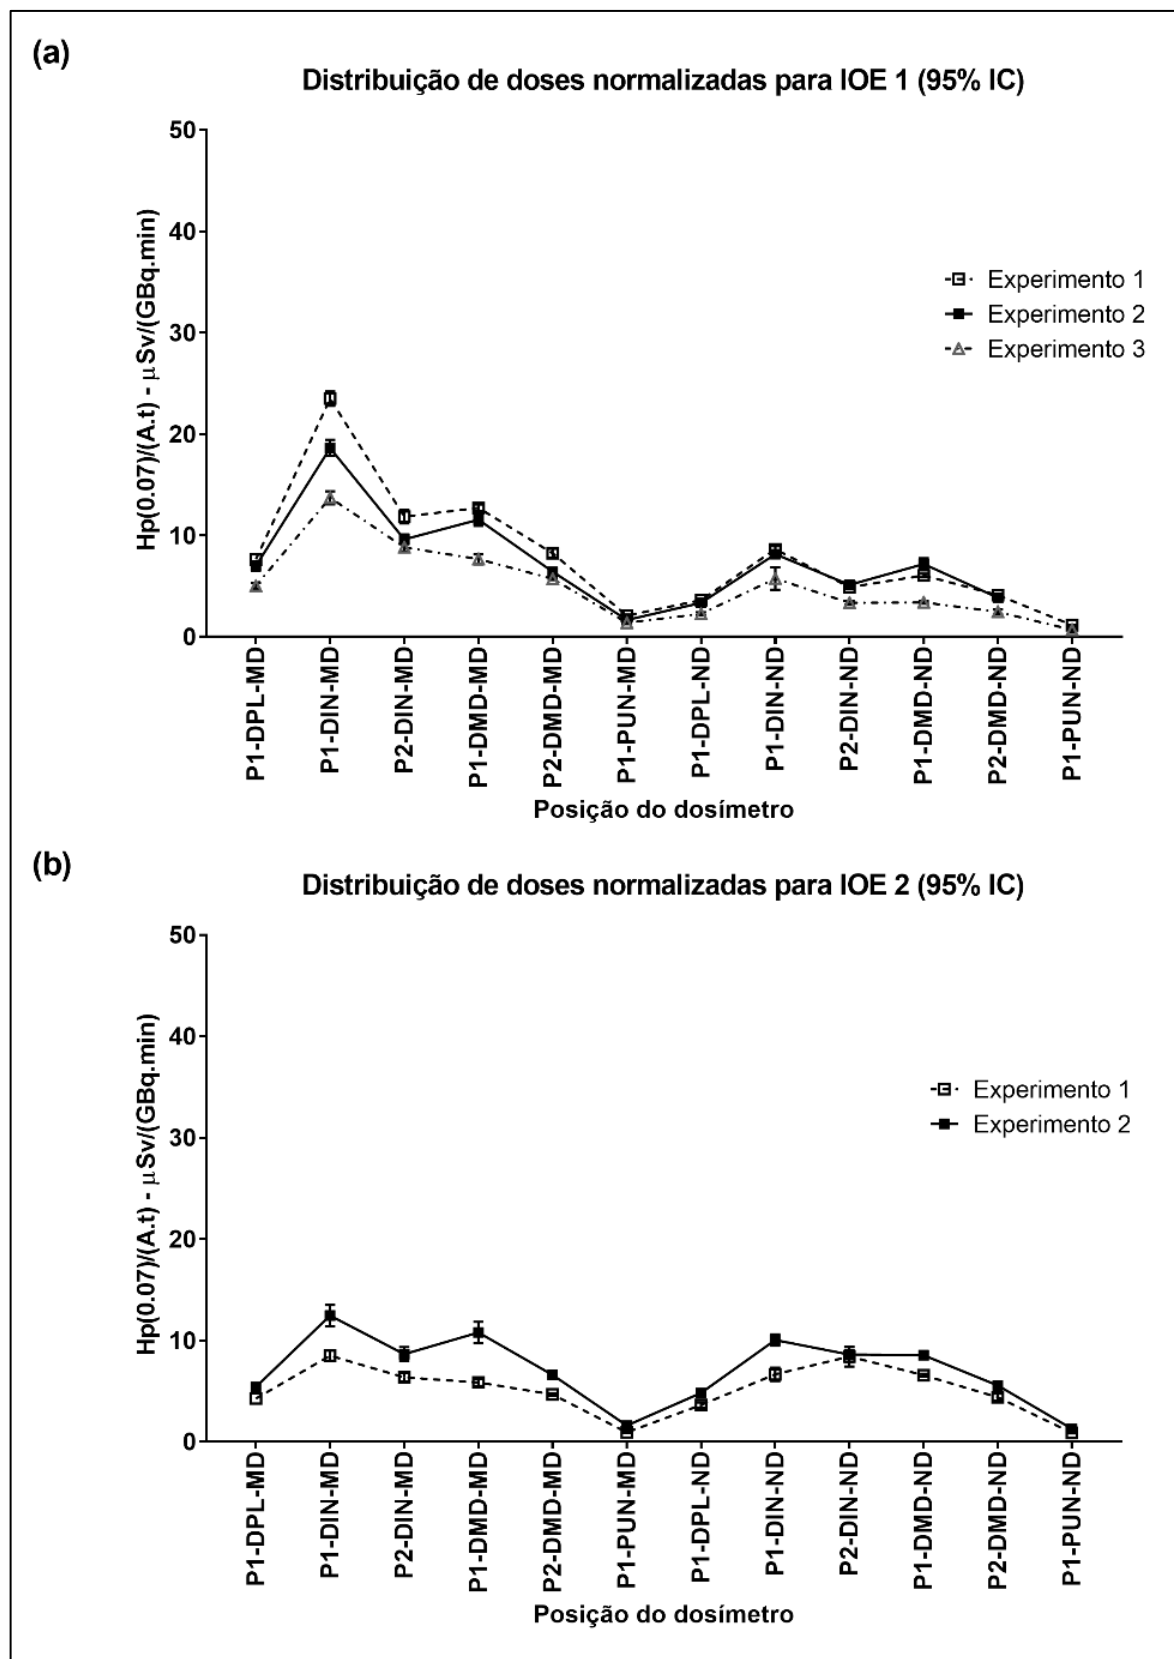 (a)
Distribuição de doses normalizadas para IOE 1 (95% IC)
Hp(0.07)/(A.t) - μSv/(GBq.min)
50
40
30
20
10
0
Experimento 1
Experimento 2
Experimento 3
P1-DPL-MD
P1-DIN-MD
P2-DIN-MD
P1-DMD-MD
P2-DMD-MD
P1-PUN-MD
P1-DPL-ND
P1-DIN-ND
P2-DIN-ND
P1-DMD-ND
P2-DMD-ND
P1-PUN-ND
Posição do dosímetro
(b)
Distribuição de doses normalizadas para IOE 2 (95% IC)
Hp(0.07)/(A.t) - μSv/(GBq.min)
50
40
30
20
10
0
Experimento 1
Experimento 2
P1-DPL-MD
P1-DIN-MD
P2-DIN-MD
P1-DMD-MD
P2-DMD-MD
P1-PUN-MD
P1-DPL-ND
P1-DIN-ND
P2-DIN-ND
P1-DMD-ND
P2-DMD-ND
P1-PUN-ND
Posição do dosímetro